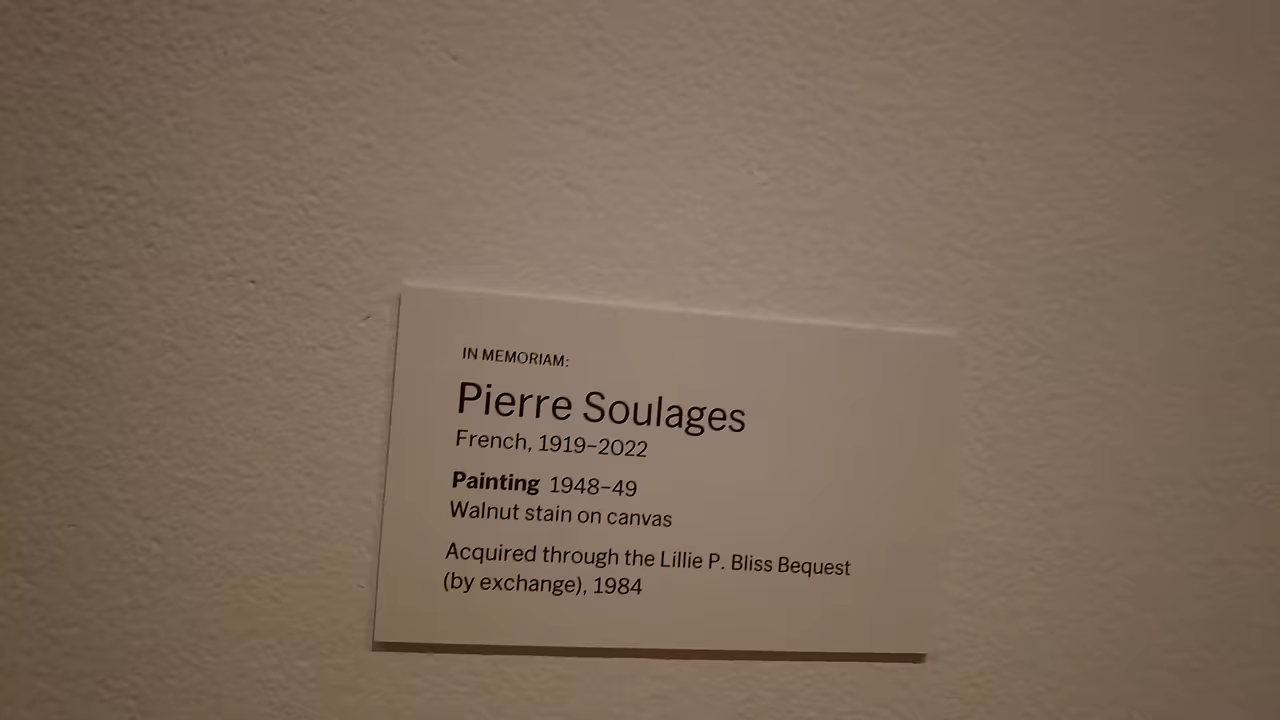 IN MEMORIAM:
Pierre Soulages
French, 1919–2022
Painting 1948–49
Walnut stain on canvas
Acquired through the Lillie P. Bliss Bequest
(by exchange), 1984